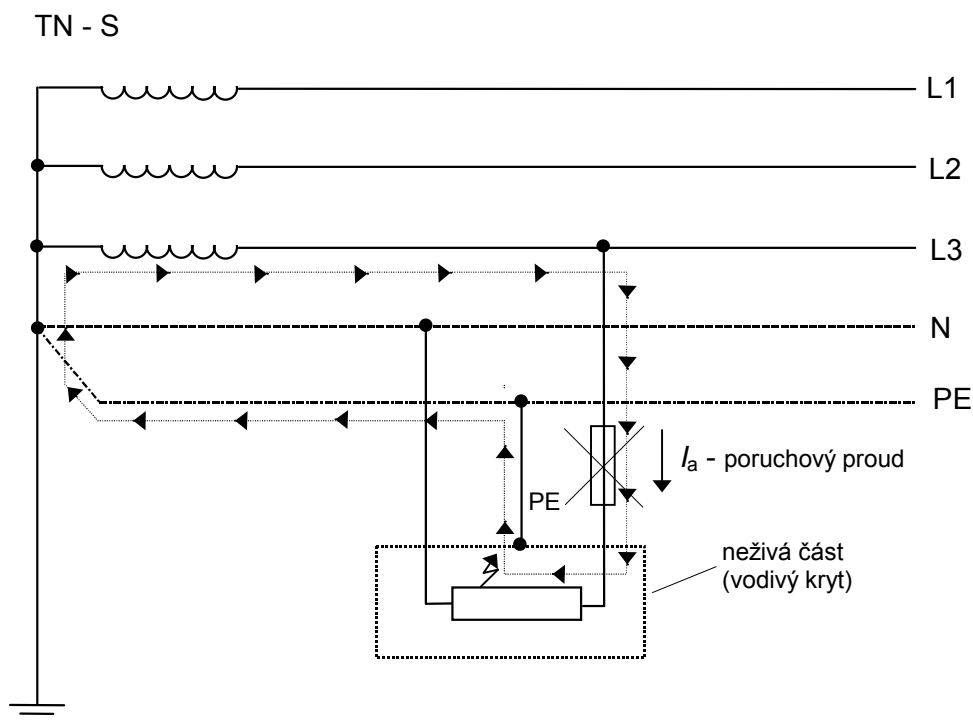 TN - S
L1
L2
L3
N
PE
Ia - poruchový proud
PE
neživá část
(vodivý kryt)